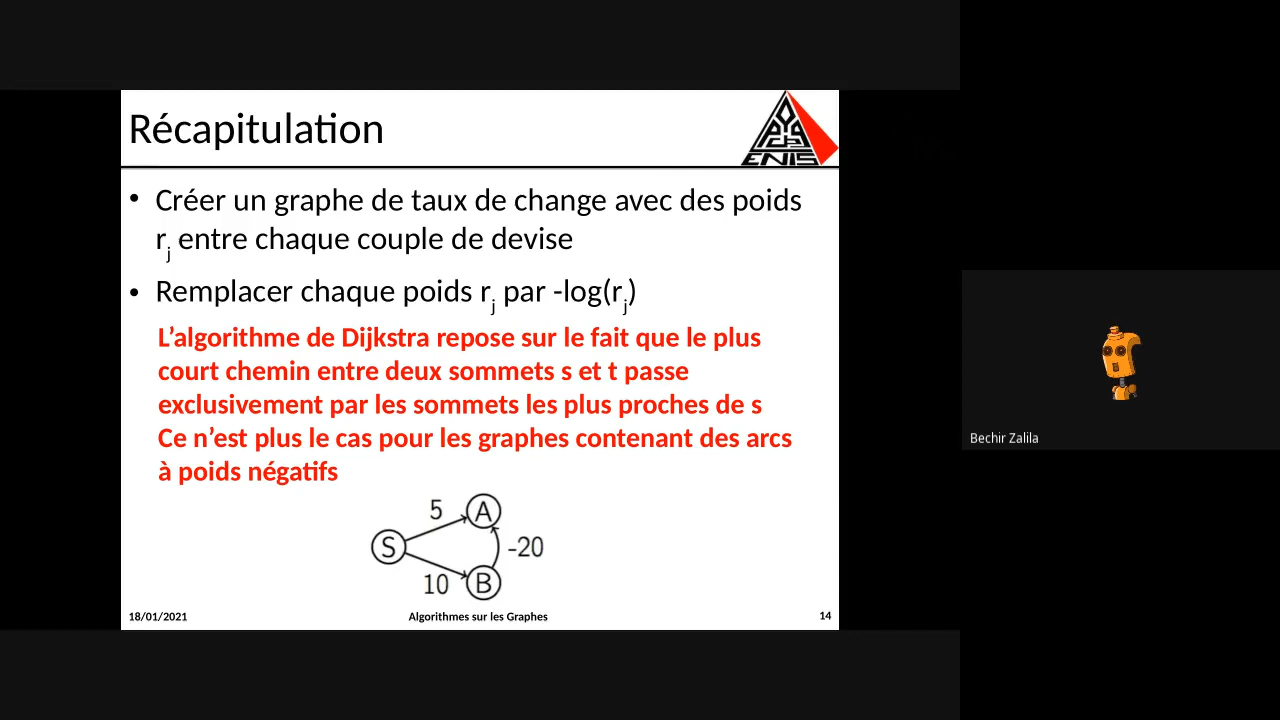 Récapitulation
ENIS
• Créer un graphe de taux de change avec des poids
rj entre chaque couple de devise
• Remplacer chaque poids rj par -log(rj)
L’algorithme de Dijkstra repose sur le fait que le plus
court chemin entre deux sommets s et t passe
exclusivement par les sommets les plus proches de s
Ce n’est plus le cas pour les graphes contenant des arcs
à poids négatifs
5
A
S
-20
10
B
18/01/2021
Algorithmes sur les Graphes
14
Bechir Zalila